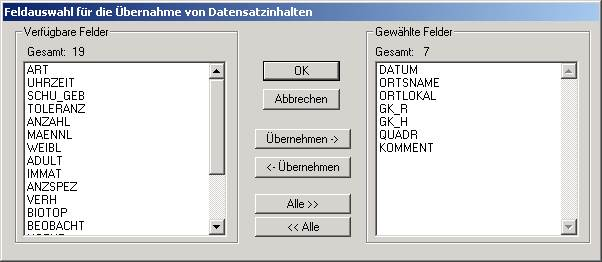 Feldauswahl für die Übernahme von Datensatzinhalten
Verfügbare Felder
Gesamt: 19
ART
UHRZEIT
SCHU_GEB
TOLERANZ
ANZAHL
MAENNL
WEIBL
ADULT
IMMAT
ANZSPEZ
VERH
BIOTOP
BEOBACHT
OK
Abbrechen
Übernehmen ->
<- Übernehmen
Alle >>
<< Alle
Gewählte Felder
Gesamt: 7
DATUM
ORTSNAME
ORTLOKAL
GK_R
GK_H
QUADR
KOMMENT